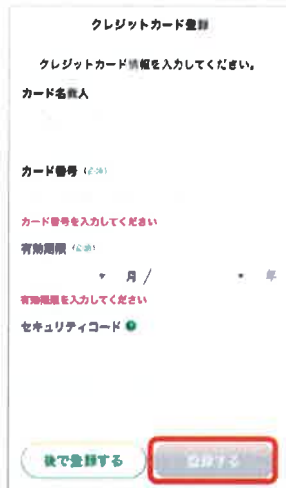 クレジットカード登録
クレジットカード情報を入力してください。
カード名義人
カード番号 (必須)
カード番号を入力してください
有効期限 (必須)
月 / 年
有効期限を入力してください
セキュリティコード
後で登録する 登録する